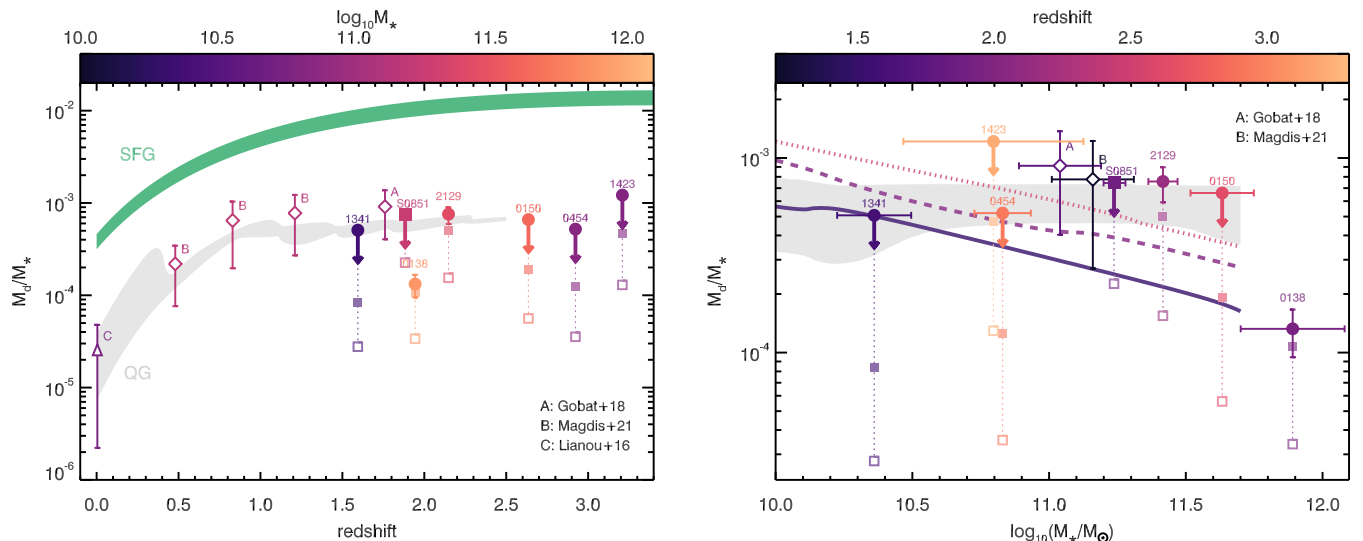 log₁₀M⋆
10.0 10.5 11.0 11.5 12.0
10⁻²
10⁻³
10⁻⁴
10⁻⁵
10⁻⁶
M_d/M⋆
SFG
QG
C
B
B
B
A
1341
S0851
0138
2129
0150
0454
1423
A: Gobat+18
B: Magdis+21
C: Lianou+16
0.0 0.5 1.0 1.5 2.0 2.5 3.0
redshift
redshift
1.5 2.0 2.5 3.0
10⁻³
10⁻⁴
M_d/M⋆
A: Gobat+18
B: Magdis+21
1423
A
B
S0851
2129
0150
1341
0454
0138
10.0 10.5 11.0 11.5 12.0
log₁₀(M⋆/M⊙)